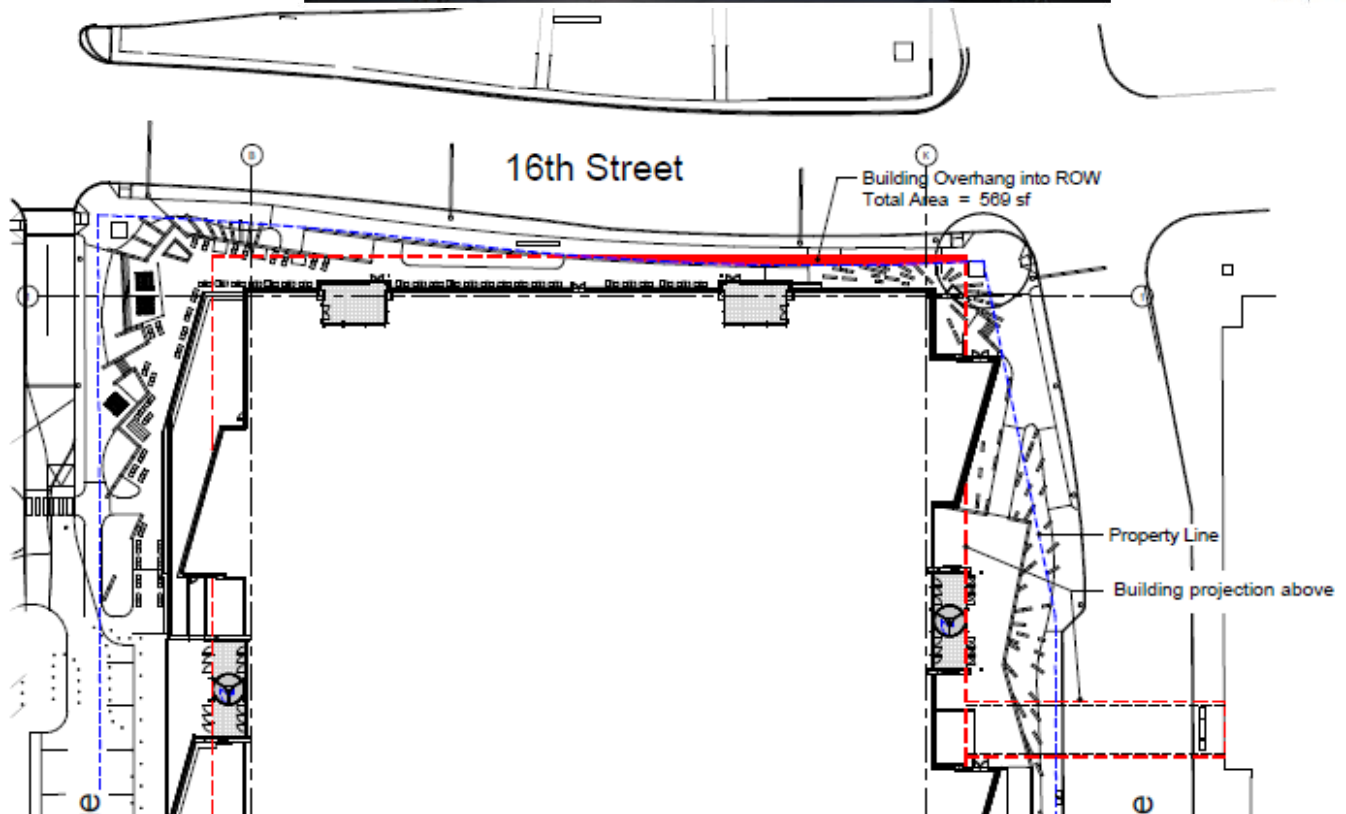 16th Street
B
K
Building Overhang into ROW
Total Area = 569 sf
Property Line
Building projection above
e
e